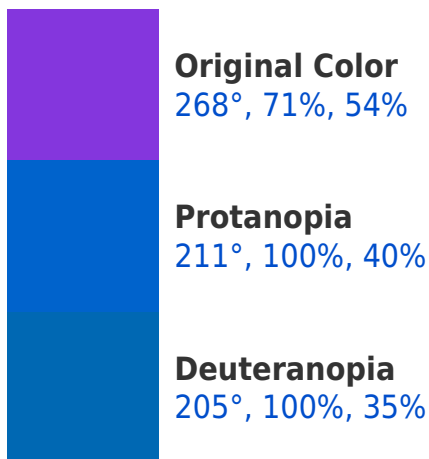 Original Color
268°, 71%, 54%
Protanopia
211°, 100%, 40%
Deuteranopia
205°, 100%, 35%